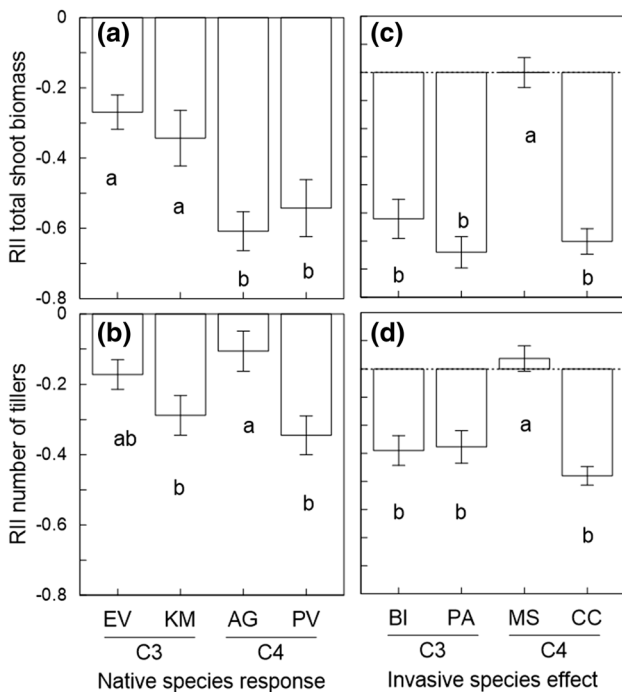 (a)
(c)
0
-0.2
-0.4
-0.6
-0.8
RII total shoot biomass
a
a
b
b
b
b
a
b
(b)
(d)
0
-0.2
-0.4
-0.6
-0.8
RII number of tillers
ab
b
a
b
b
b
a
b
EV KM AG PV
BI PA MS CC
C3 C4
C3 C4
Native species response
Invasive species effect